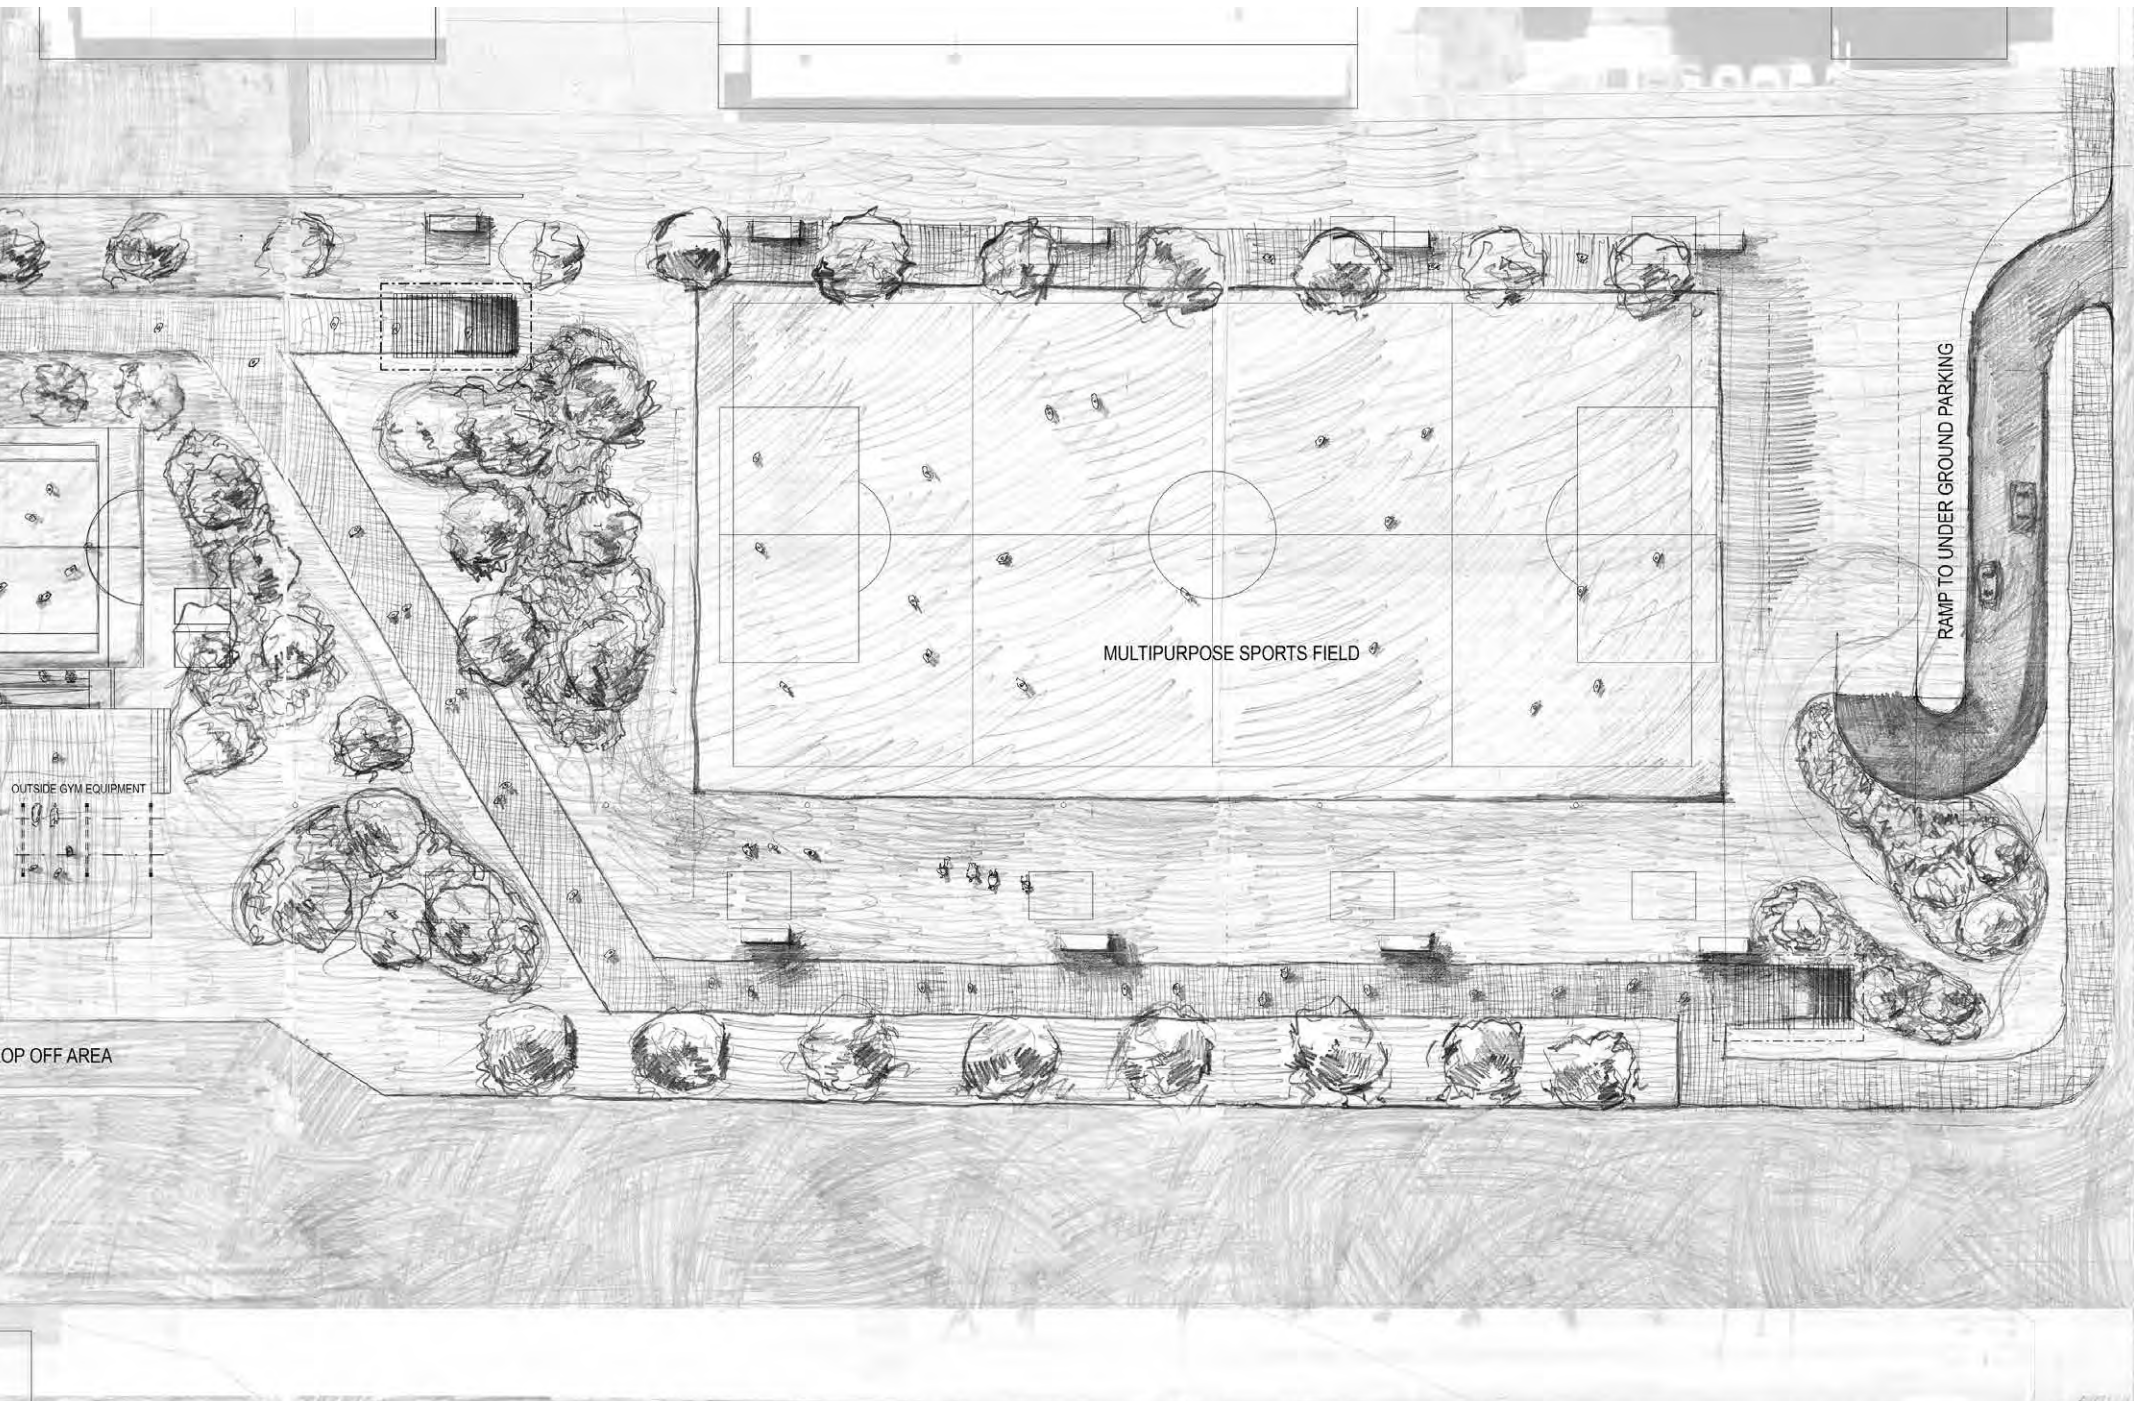 RAMP TO UNDER GROUND PARKING
MULTIPURPOSE SPORTS FIELD
OUTSIDE GYM EQUIPMENT
OP OFF AREA